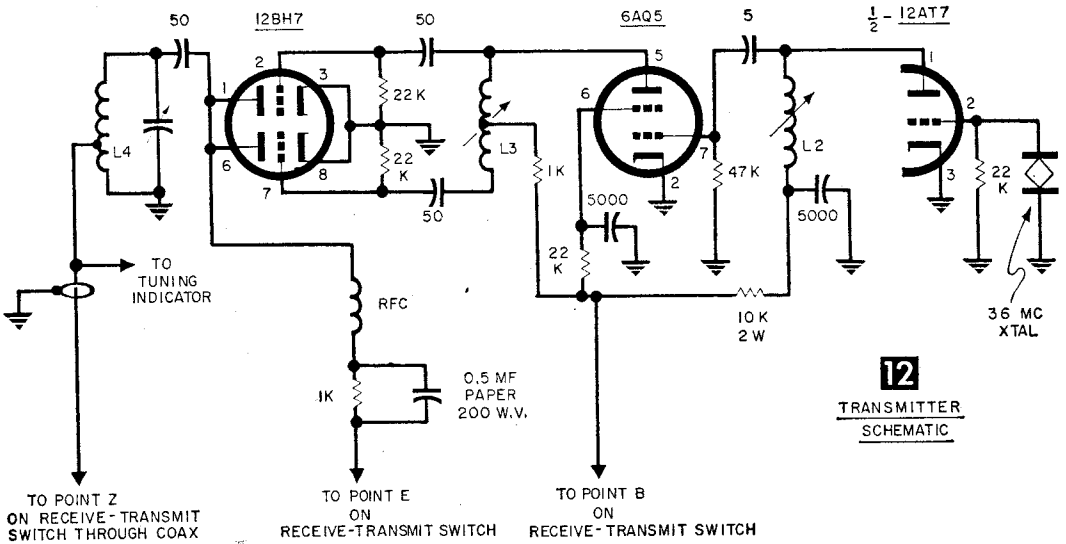 50
12BH7
50
6AQ5
5
½ - 12AT7
2
3
1
6
7
8
22K
22
K
50
L4
L3
1K
5
6
7
2
5000
22
K
47K
L2
5000
1
2
3
22
K
36 MC
XTAL
10K
2W
TO
TUNING
INDICATOR
RFC
1K
0.5 MF
PAPER
200 W.V.
12
TRANSMITTER
SCHEMATIC
TO POINT Z
ON RECEIVE-TRANSMIT
SWITCH THROUGH COAX
TO POINT E
ON
RECEIVE-TRANSMIT SWITCH
TO POINT B
ON
RECEIVE-TRANSMIT SWITCH